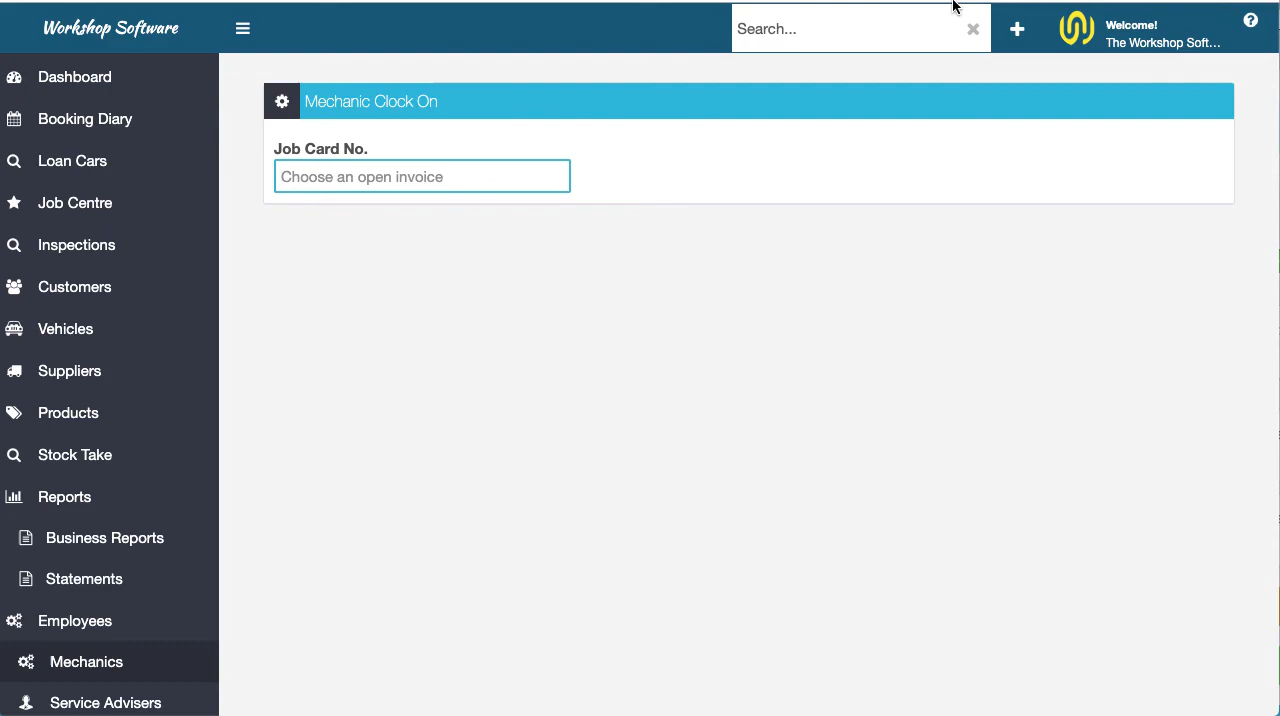 Workshop Software
Search...
Welcome!
The Workshop Soft...
Dashboard
Booking Diary
Loan Cars
Job Centre
Inspections
Customers
Vehicles
Suppliers
Products
Stock Take
Reports
Business Reports
Statements
Employees
Mechanics
Service Advisers
Mechanic Clock On
Job Card No.
Choose an open invoice